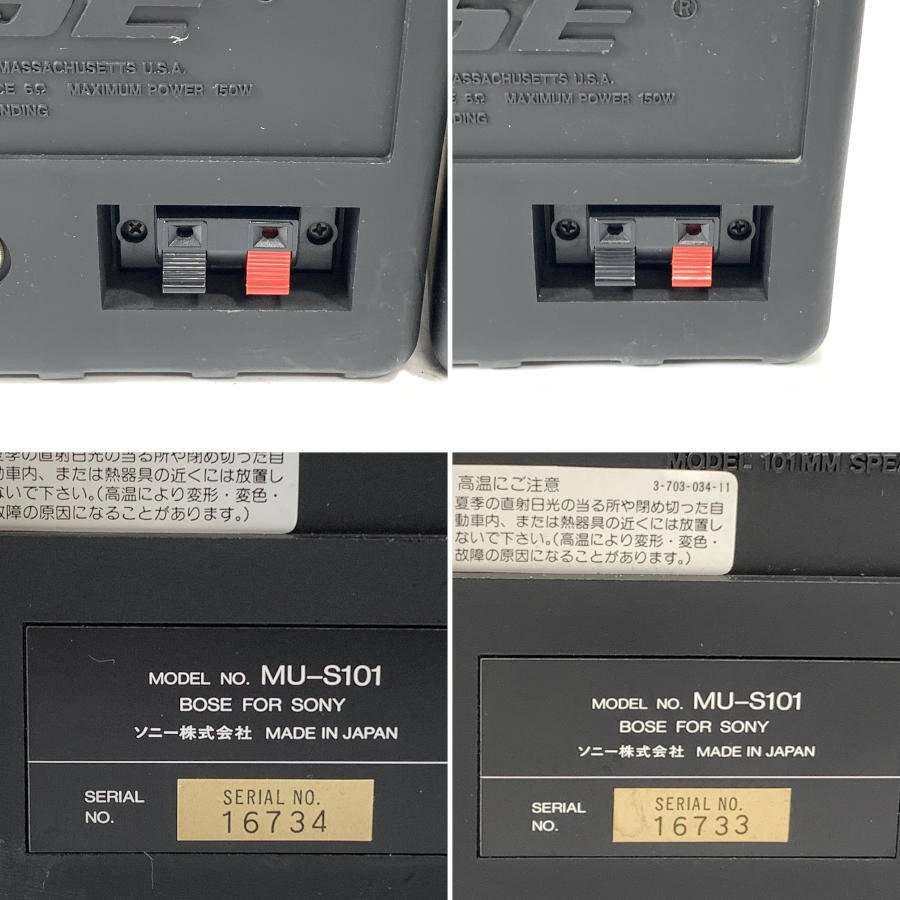 SE
MASSACHUSETTS U.S.A.
6Ω MAXIMUM POWER 150W
SE ®
MASSACHUSETTS U.S.A.
6Ω MAXIMUM POWER 150W
夏季の直射日光の当る所や閉め切った自
動車内、または熱器具の近くには放置し
ないで下さい。(高温により変形・変色・
故障の原因になることがあります。)
MODEL NO. MU-S101
BOSE FOR SONY
ソニー株式会社 MADE IN JAPAN
SERIAL NO.
SERIAL NO.
16734
MODEL 101MM
高温にご注意 3-703-034-11
夏季の直射日光の当る所や閉め切った自
動車内、または熱器具の近くには放置し
ないで下さい。(高温により変形・変色・
故障の原因になることがあります。)
MODEL NO. MU-S101
BOSE FOR SONY
ソニー株式会社 MADE IN JAPAN
SERIAL NO.
SERIAL NO.
16733